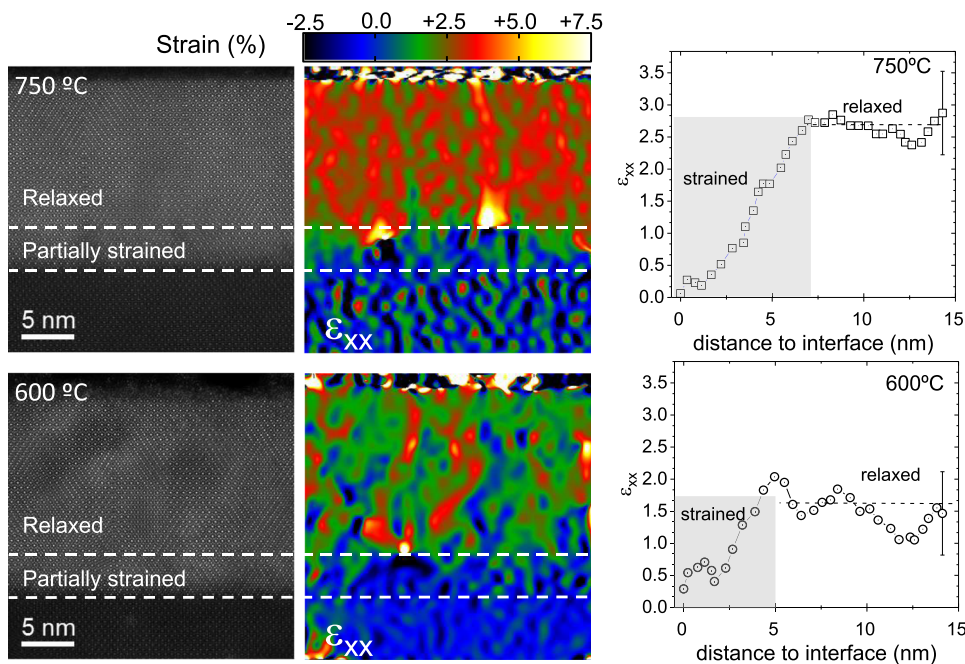 Strain (%)
-2.5 0.0 +2.5 +5.0 +7.5
750 ºC
Relaxed
Partially strained
5 nm
εxx
750ºC
relaxed
strained
εxx
3.5
3.0
2.5
2.0
1.5
1.0
0.5
0.0
0 5 10 15
distance to interface (nm)
600 ºC
Relaxed
Partially strained
5 nm
εxx
600ºC
relaxed
strained
εxx
3.5
3.0
2.5
2.0
1.5
1.0
0.5
0.0
0 5 10 15
distance to interface (nm)